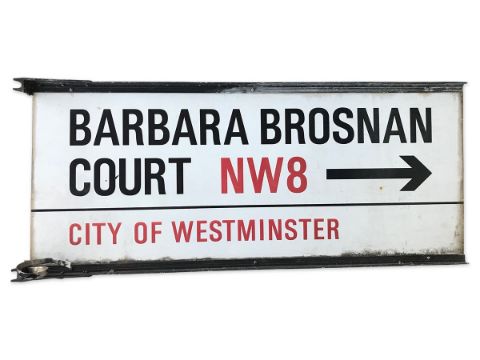 BARBARA BROSNAN
COURT NW8 →
CITY OF WESTMINSTER